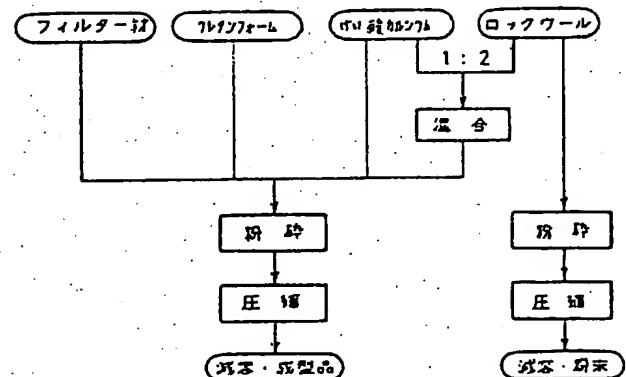 フィルター材
ウレタンフォーム
けい酸カルシウム
ロックウール
1 : 2
混合
粉砕
粉砕
圧縮
圧縮
減容・成型品
減容・粉末